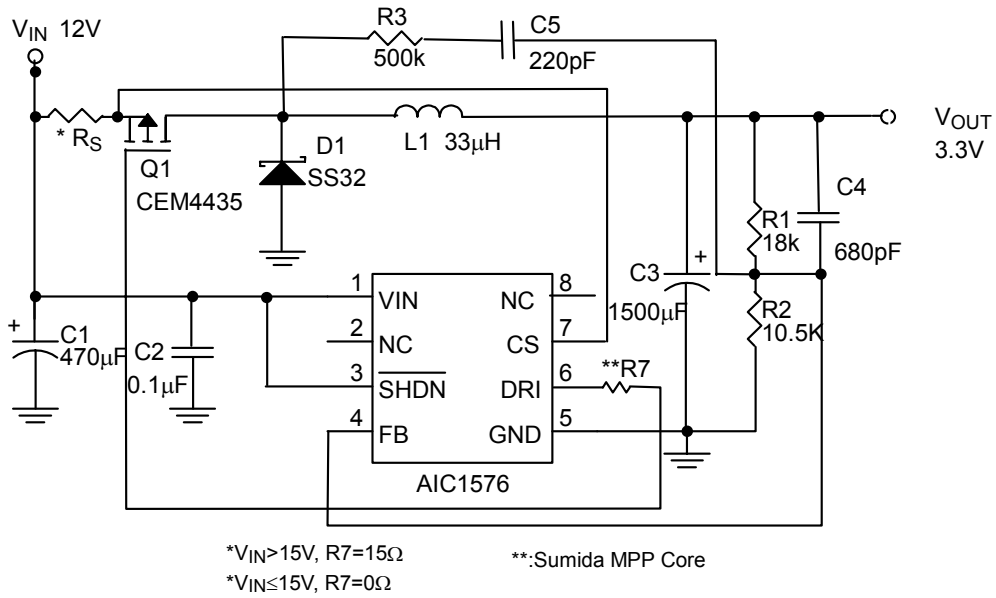 VIN 12V
R3
500k
C5
220pF
* RS
Q1
CEM4435
D1
SS32
L1 33μH
VOUT
3.3V
C4
680pF
R1
18k
C3
1500μF
R2
10.5K
+
+
C1
470μF
C2
0.1μF
1 VIN
2 NC
3 SHDN
4 FB
NC 8
CS 7
DRI 6
GND 5
**R7
AIC1576
*VIN>15V, R7=15Ω
*VIN≤15V, R7=0Ω
**:Sumida MPP Core